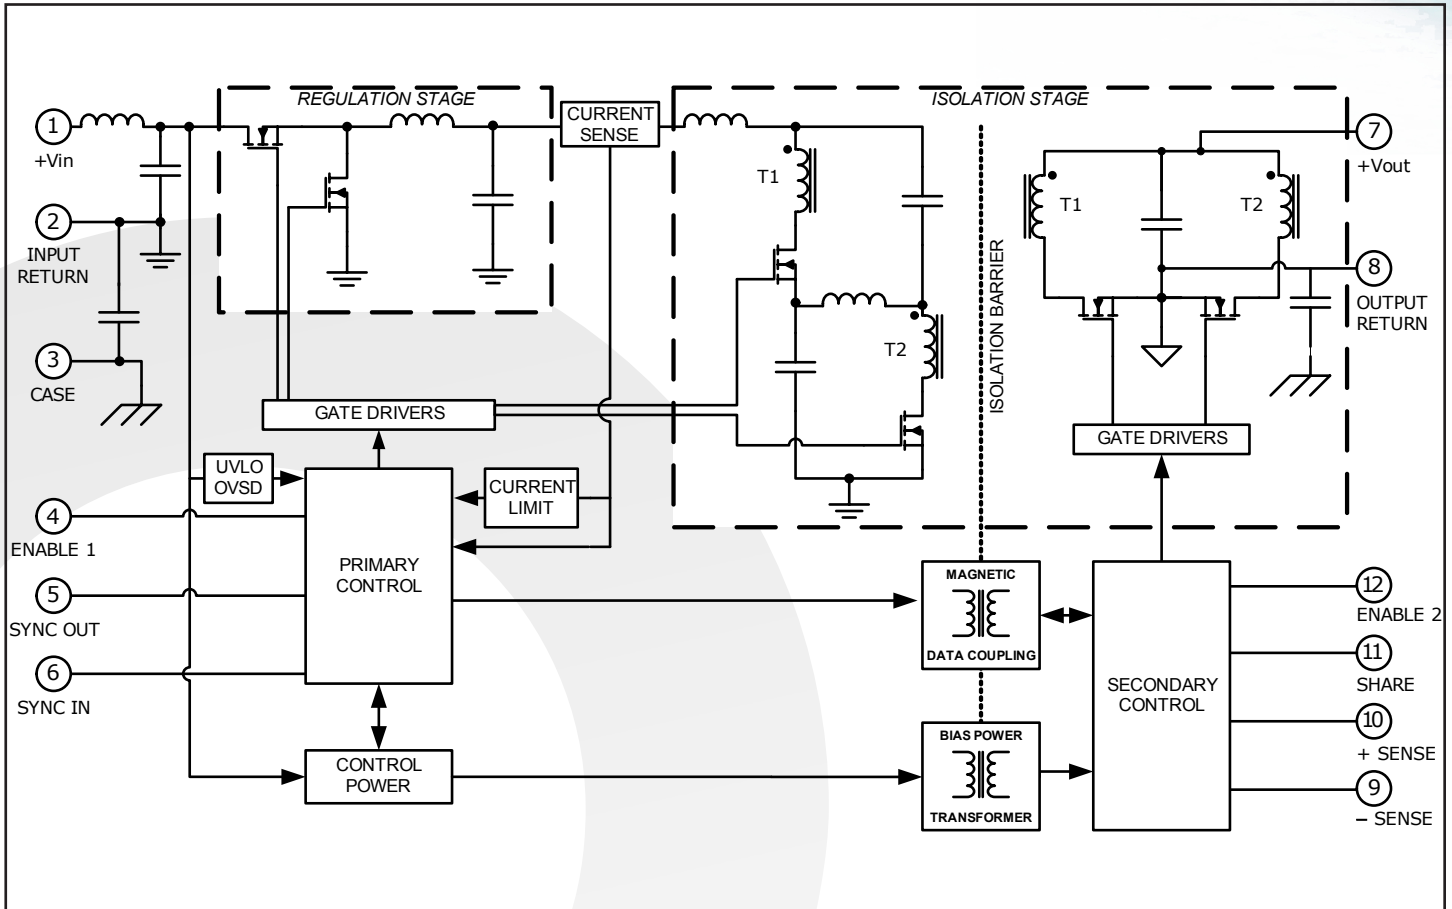 REGULATION STAGE
ISOLATION STAGE
1
+Vin
CURRENT
SENSE
7
+Vout
T1
T1
T2
2
INPUT
RETURN
8
OUTPUT
RETURN
ISOLATION BARRIER
3
CASE
T2
GATE DRIVERS
GATE DRIVERS
UVLO
OVSD
CURRENT
LIMIT
4
ENABLE 1
PRIMARY
CONTROL
5
SYNC OUT
MAGNETIC
DATA COUPLING
12
ENABLE 2
11
SHARE
6
SYNC IN
SECONDARY
CONTROL
10
+ SENSE
CONTROL
POWER
BIAS POWER
TRANSFORMER
9
– SENSE